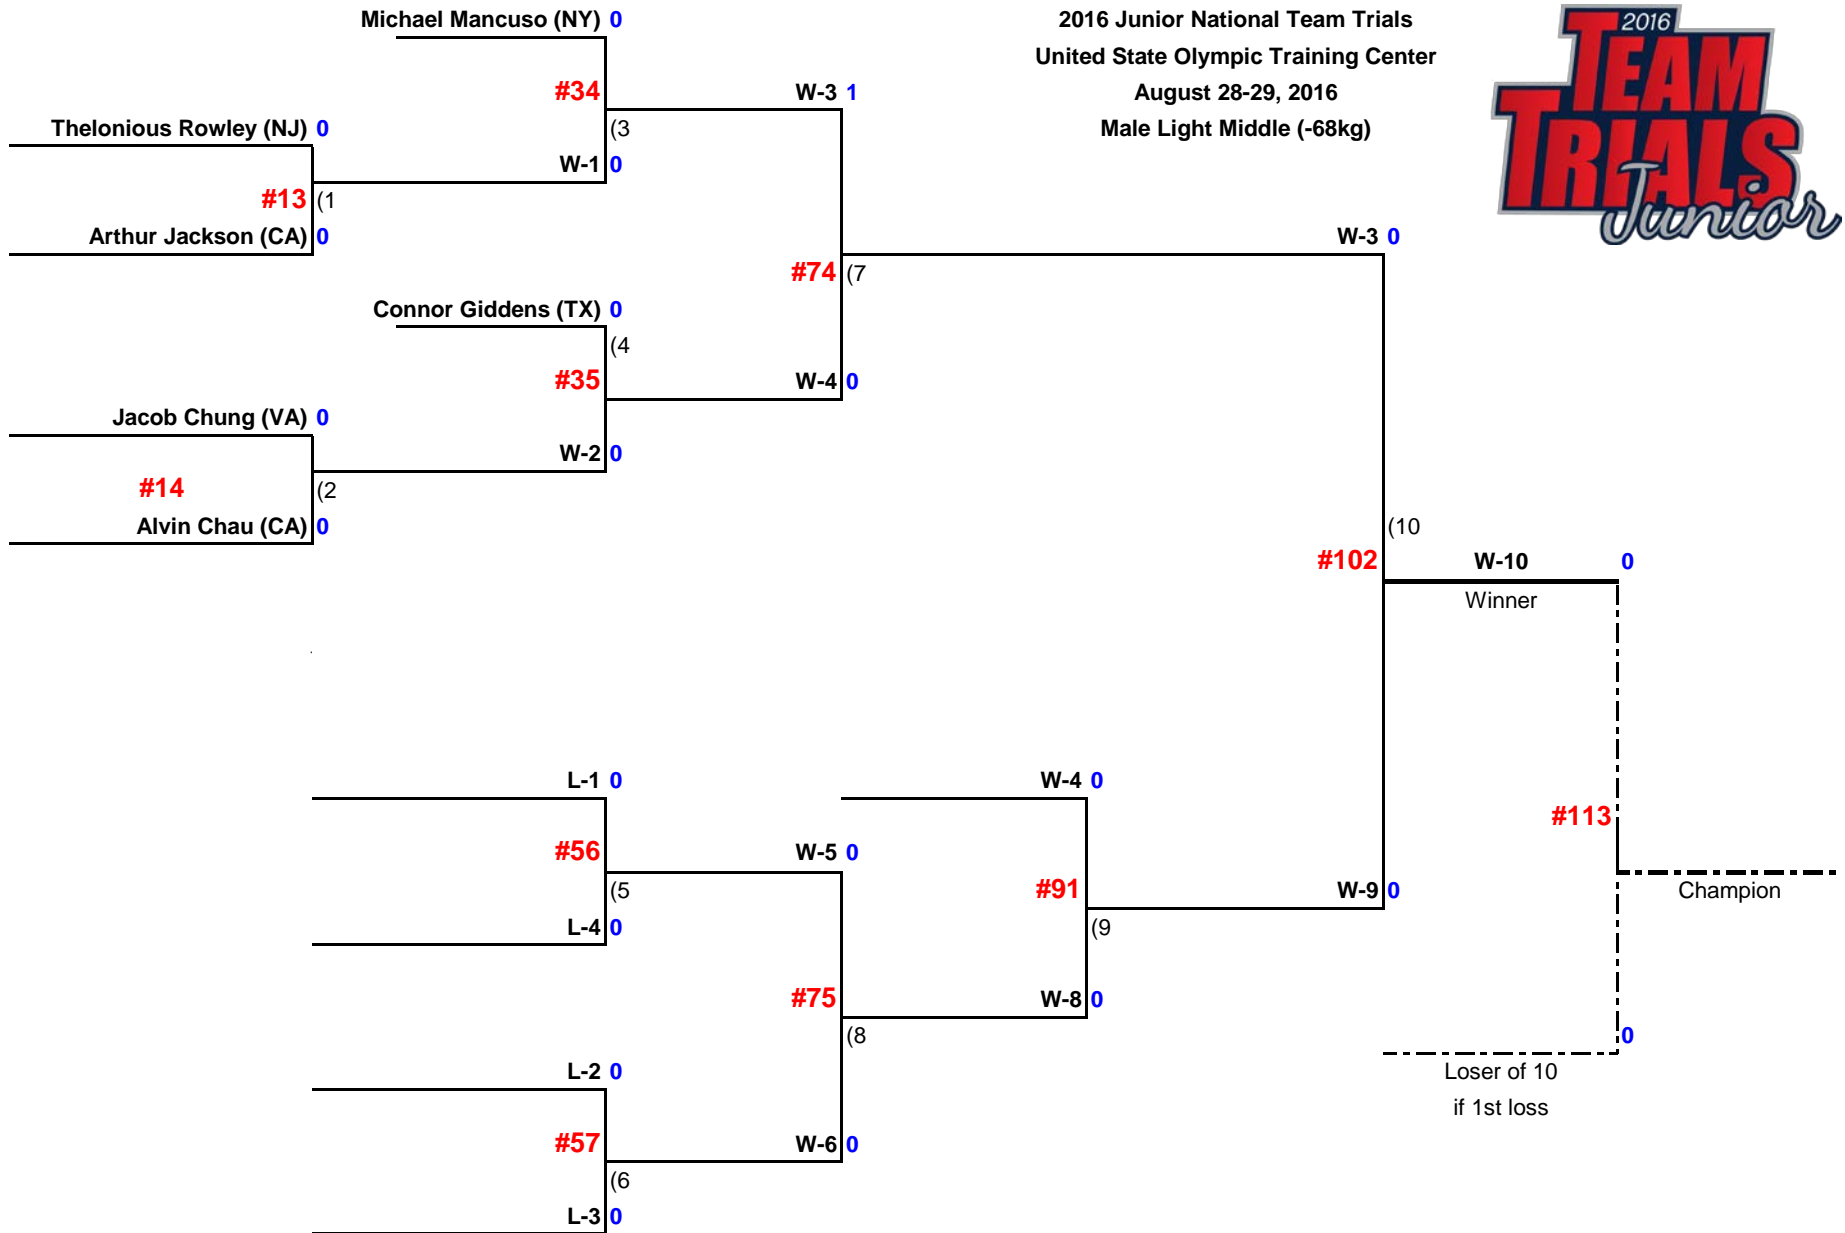 Michael Mancuso (NY) 0
2016 Junior National Team Trials
United State Olympic Training Center
August 28-29, 2016
Male Light Middle (-68kg)
2016
TEAM
TRIALS
Junior
#34
W-3 1
Thelonious Rowley (NJ) 0
(3
W-1 0
#13 (1
Arthur Jackson (CA) 0
W-3 0
#74 (7
Connor Giddens (TX) 0
(4
#35
W-4 0
Jacob Chung (VA) 0
W-2 0
#14
(2
Alvin Chau (CA) 0
(10
#102
W-10 0
Winner
L-1 0
W-4 0
#113
#56
W-5 0
(5
#91
W-9 0
Champion
L-4 0
(9
#75
W-8 0
(8
0
L-2 0
Loser of 10
if 1st loss
#57
W-6 0
(6
L-3 0